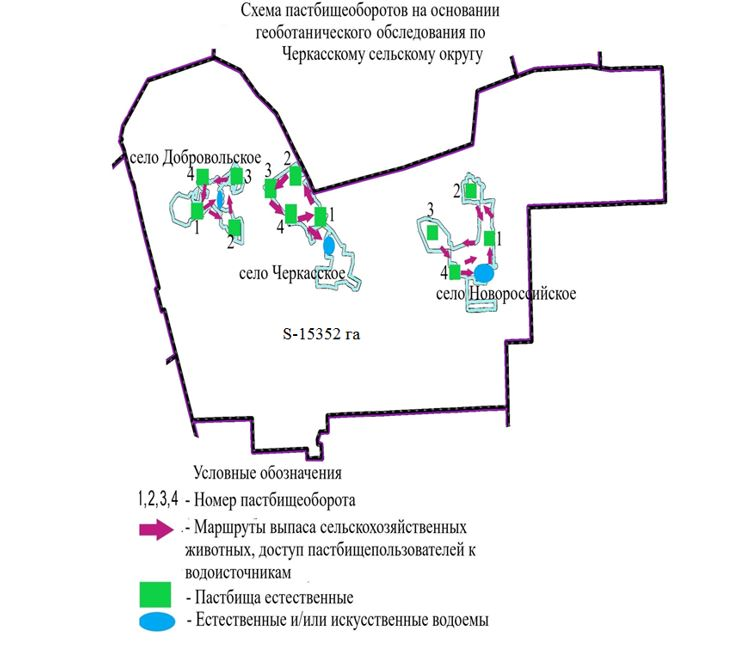 Схема пастбищеоборотов на основании
геоботанического обследования по
Черкасскому сельскому округу
село Добровольское
4
3
1
2
2
3
4
1
село Черкасское
2
3
1
4
село Новороссийское
S-15352 га
Условные обозначения
1,2,3,4 - Номер пастбищеоборота
- Маршруты выпаса сельскохозяйственных
животных, доступ пастбищепользователей к
водоисточникам
- Пастбища естественные
- Естественные и/или искусственные водоемы